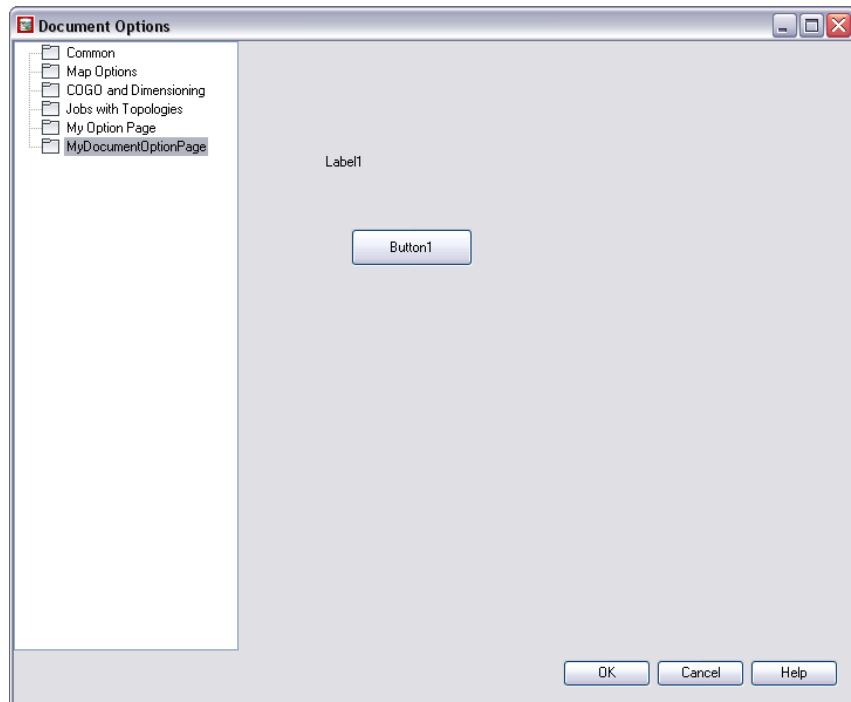 Document Options
Common
Map Options
COGO and Dimensioning
Jobs with Topologies
My Option Page
MyDocumentOptionPage
Label1
Button1
OK Cancel Help